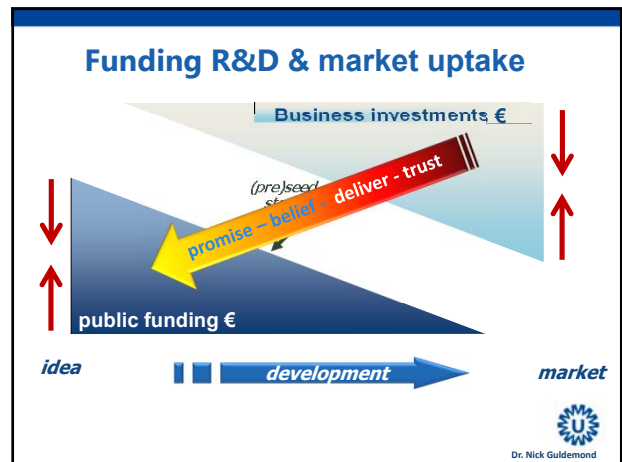 Funding R&D & market uptake
Business investments €
(pre)seed
promise – belief - deliver - trust
public funding €
idea
development
market
U
Dr. Nick Guldemond